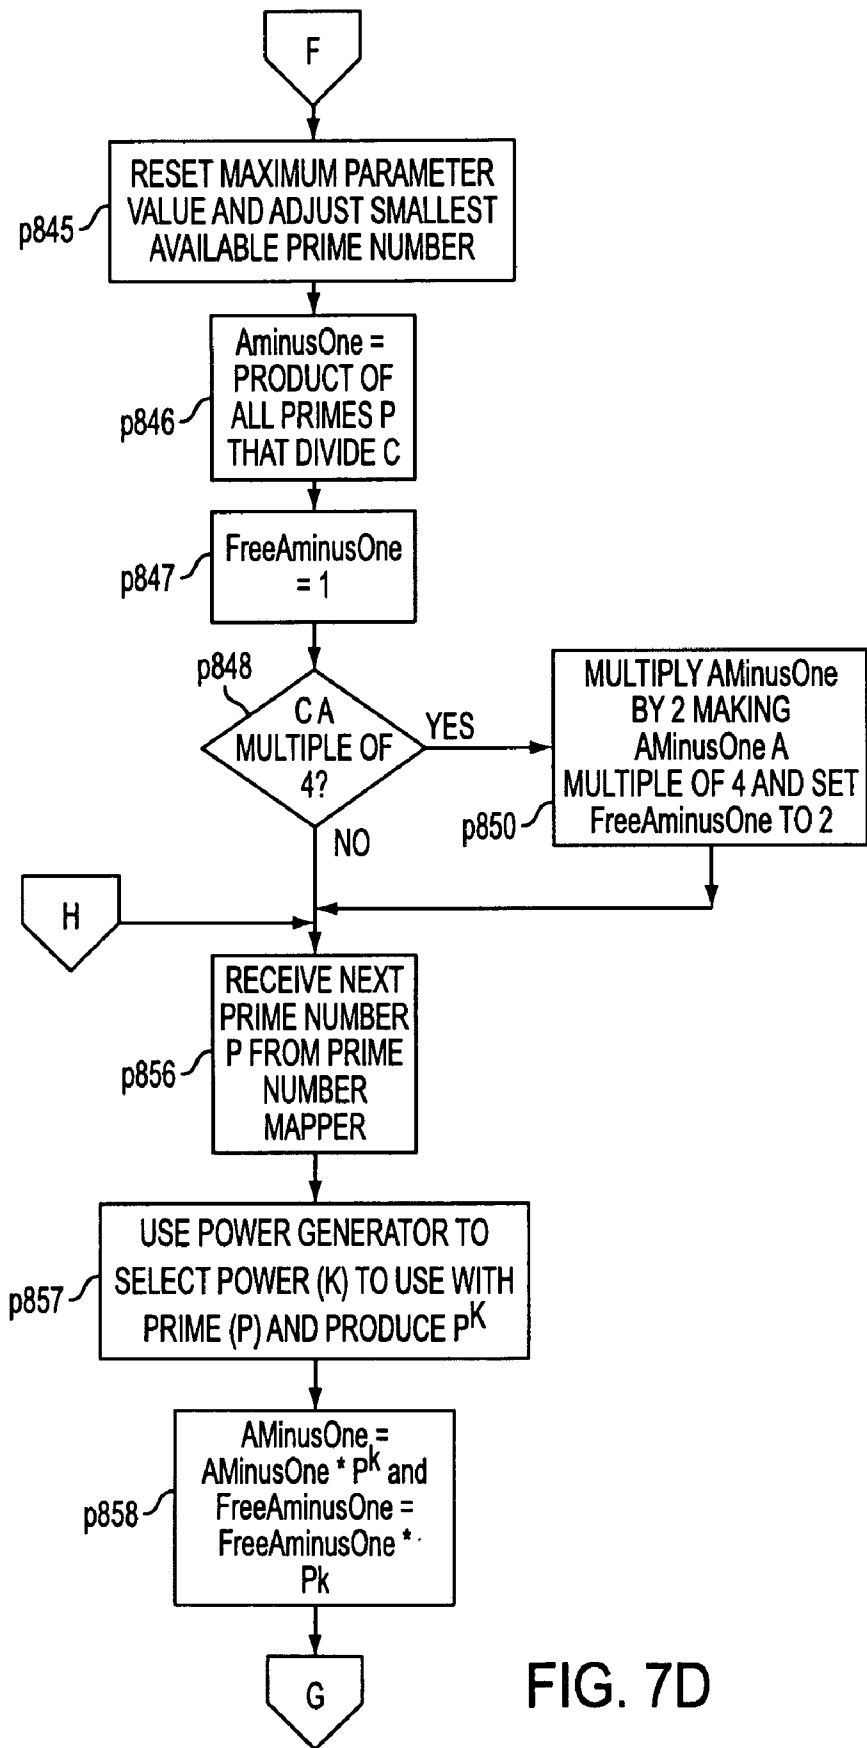 F
RESET MAXIMUM PARAMETER
VALUE AND ADJUST SMALLEST
AVAILABLE PRIME NUMBER
p845
AminusOne =
PRODUCT OF
ALL PRIMES P
THAT DIVIDE C
p846
FreeAminusOne
= 1
p847
p848
C A
MULTIPLE OF
4?
YES
NO
MULTIPLY AMinusOne
BY 2 MAKING
AMinusOne A
MULTIPLE OF 4 AND SET
FreeAminusOne TO 2
p850
H
RECEIVE NEXT
PRIME NUMBER
P FROM PRIME
NUMBER
MAPPER
p856
USE POWER GENERATOR TO
SELECT POWER (K) TO USE WITH
PRIME (P) AND PRODUCE P^K
p857
AMinusOne =
AMinusOne * P^k and
FreeAminusOne =
FreeAminusOne *
Pk
p858
G
FIG. 7D